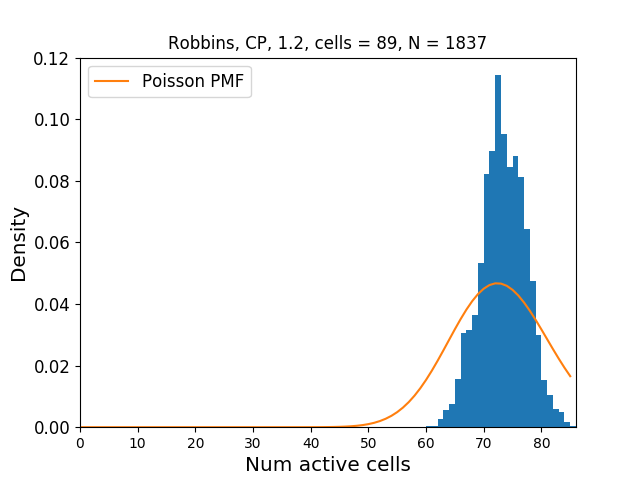 Robbins, CP, 1.2, cells = 89, N = 1837
Poisson PMF
0.12
0.10
0.08
0.06
0.04
0.02
0.00
Density
0 10 20 30 40 50 60 70 80
Num active cells